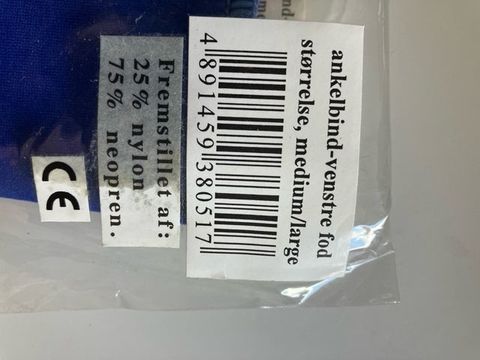 ankelbind-venstre fod
størrelse, medium/large
4 891459 380517
Fremstillet af:
25% nylon.
75% neopren.
CE